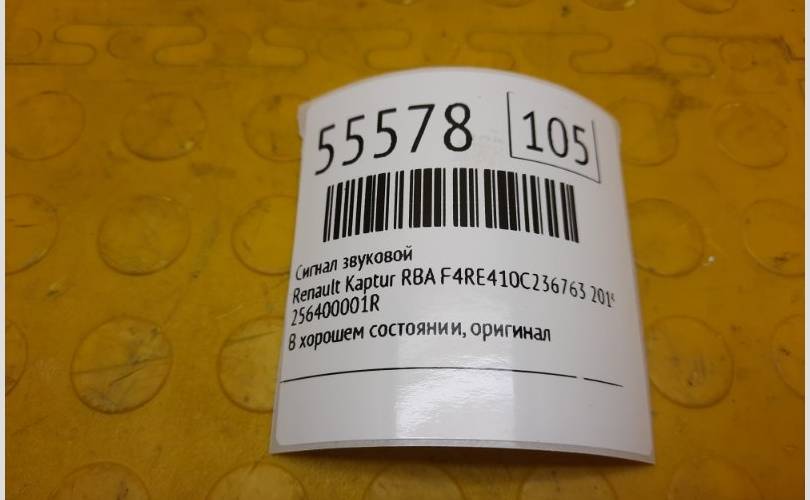 55578 105
Сигнал звуковой
Renault Kaptur RBA F4RE410C236763
256400001R
В хорошем состоянии, оригинал